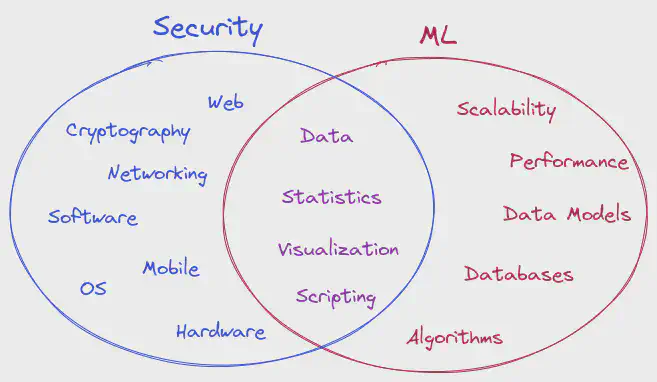 Security
ML
Web
Cryptography
Networking
Software
Mobile
OS
Hardware
Data
Statistics
Visualization
Scripting
Scalability
Performance
Data Models
Databases
Algorithms